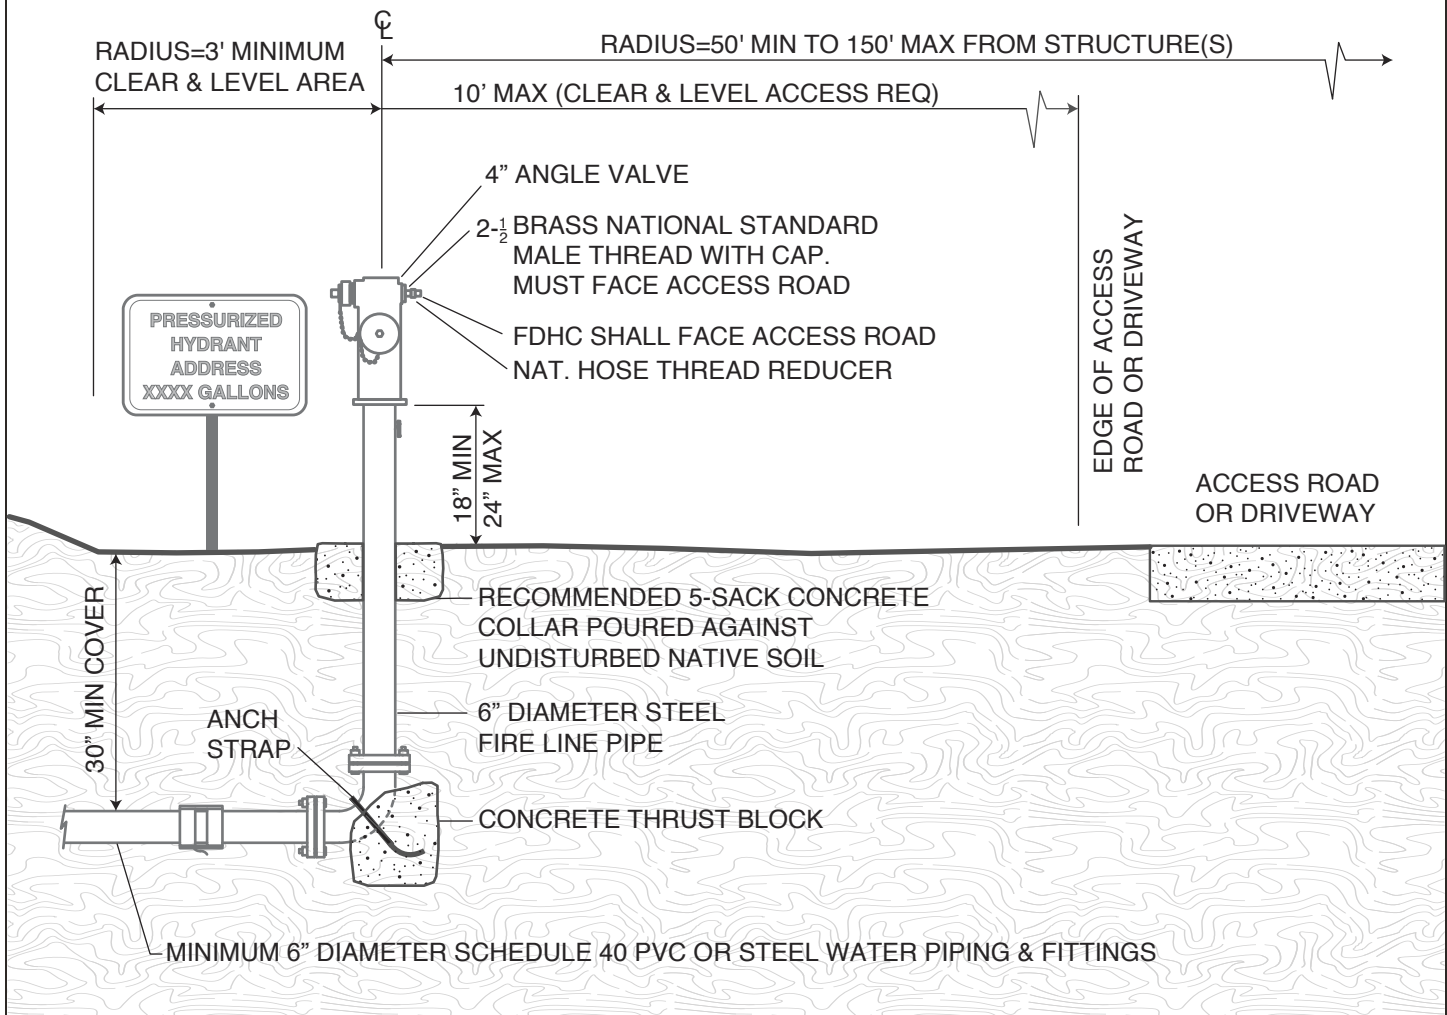 ℄
RADIUS=3' MINIMUM
CLEAR & LEVEL AREA
RADIUS=50' MIN TO 150' MAX FROM STRUCTURE(S)
10’ MAX (CLEAR & LEVEL ACCESS REQ)
4” ANGLE VALVE
2-½ BRASS NATIONAL STANDARD
MALE THREAD WITH CAP.
MUST FACE ACCESS ROAD
FDHC SHALL FACE ACCESS ROAD
NAT. HOSE THREAD REDUCER
PRESSURIZED
HYDRANT
ADDRESS
XXXX GALLONS
18” MIN
24” MAX
EDGE OF ACCESS
ROAD OR DRIVEWAY
ACCESS ROAD
OR DRIVEWAY
30” MIN COVER
RECOMMENDED 5-SACK CONCRETE
COLLAR POURED AGAINST
UNDISTURBED NATIVE SOIL
ANCH
STRAP
6” DIAMETER STEEL
FIRE LINE PIPE
CONCRETE THRUST BLOCK
MINIMUM 6” DIAMETER SCHEDULE 40 PVC OR STEEL WATER PIPING & FITTINGS